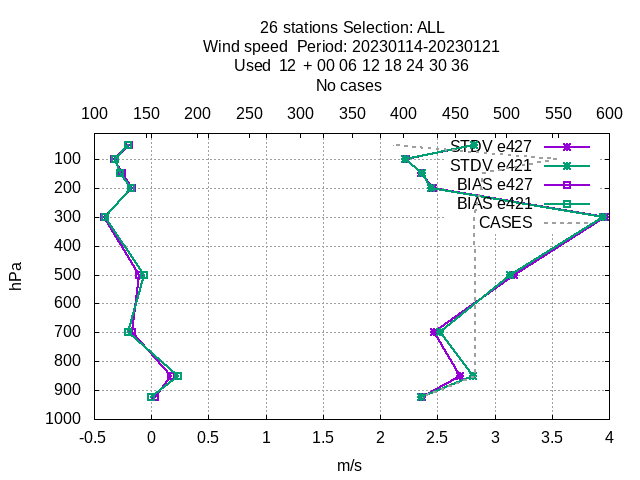 26 stations Selection: ALL
Wind speed  Period: 20230114-20230121
Used  12  + 00 06 12 18 24 30 36
No cases
100 150 200 250 300 350 400 450 500 550 600
STDV e427
STDV e421
BIAS e427
BIAS e421
CASES
hPa
100
200
300
400
500
600
700
800
900
1000
-0.5 0 0.5 1 1.5 2 2.5 3 3.5 4
m/s